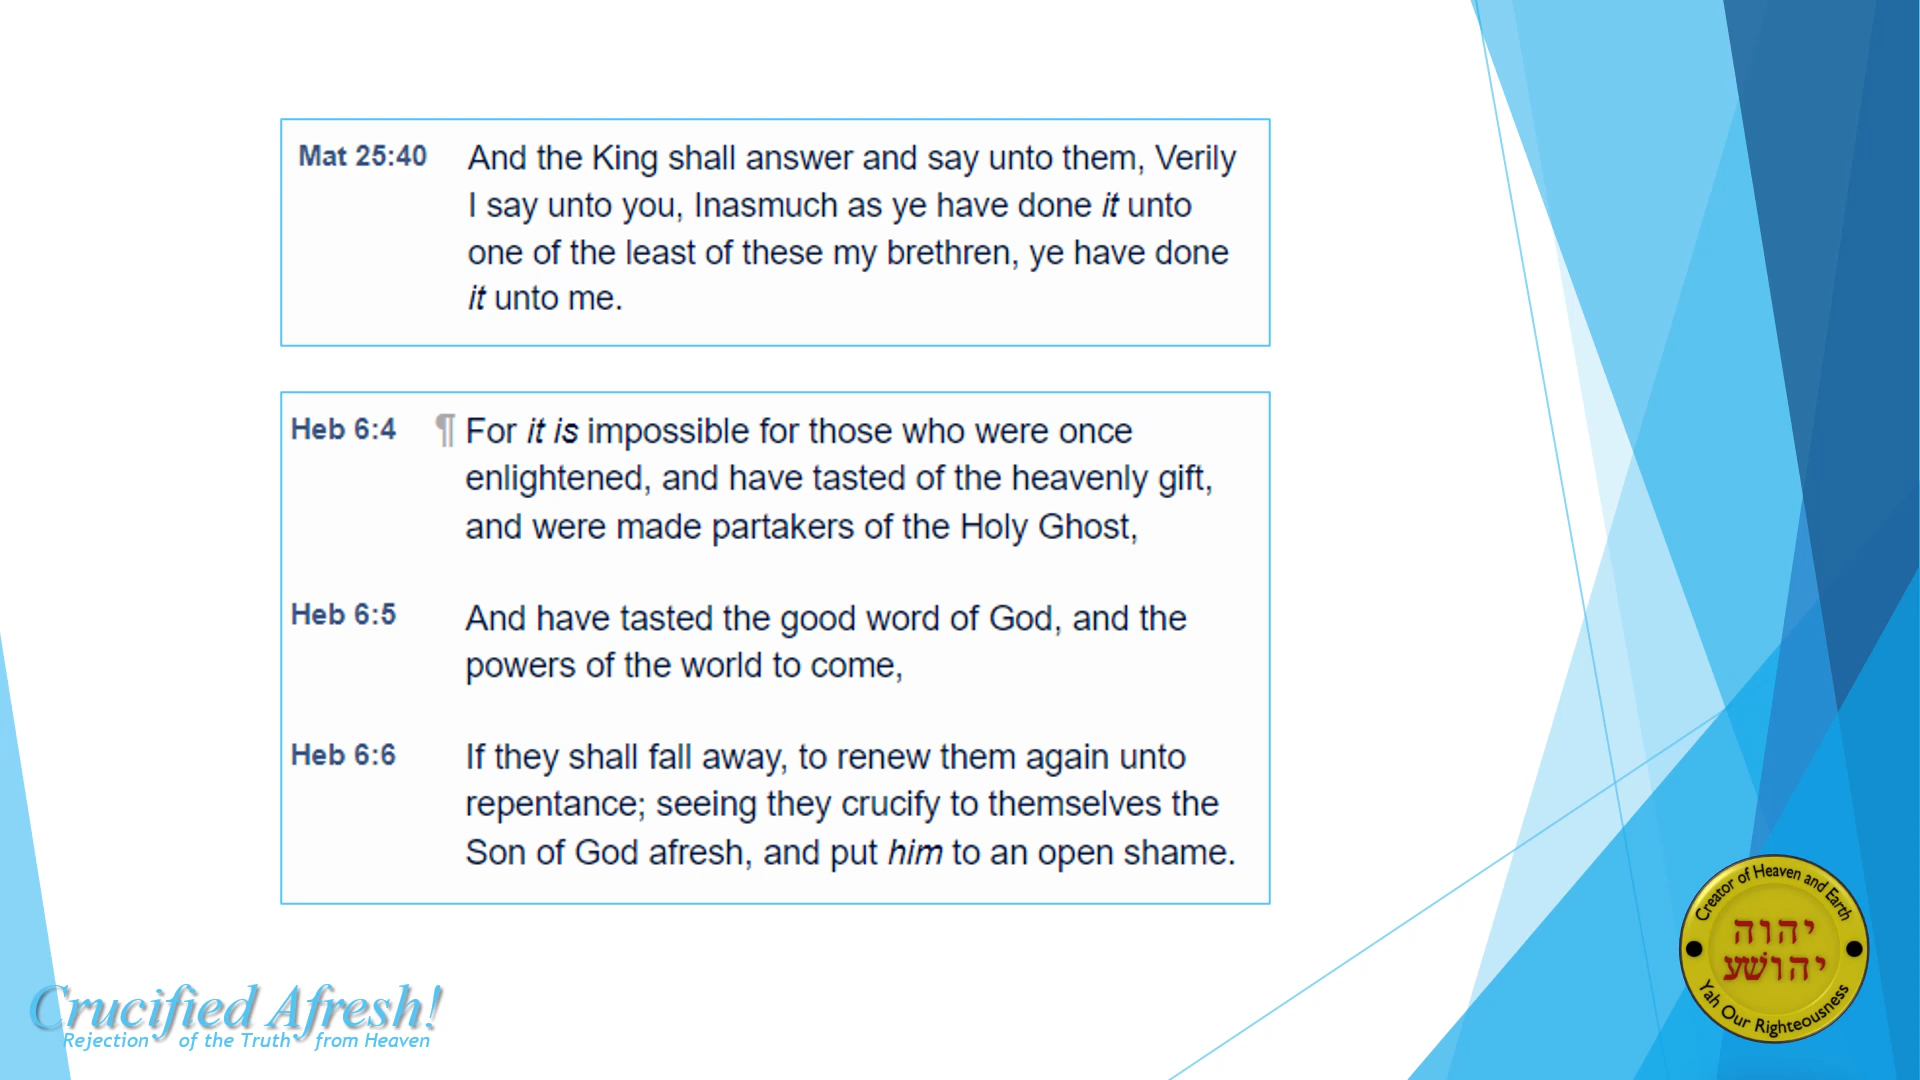 Mat 25:40 And the King shall answer and say unto them, Verily
I say unto you, Inasmuch as ye have done it unto
one of the least of these my brethren, ye have done
it unto me.
Heb 6:4 ¶ For it is impossible for those who were once
enlightened, and have tasted of the heavenly gift,
and were made partakers of the Holy Ghost,
Heb 6:5 And have tasted the good word of God, and the
powers of the world to come,
Heb 6:6 If they shall fall away, to renew them again unto
repentance; seeing they crucify to themselves the
Son of God afresh, and put him to an open shame.
Crucified Afresh!
Rejection of the Truth from Heaven
Creator of Heaven and Earth
יהוה
יהושע
Yah Our Righteousness